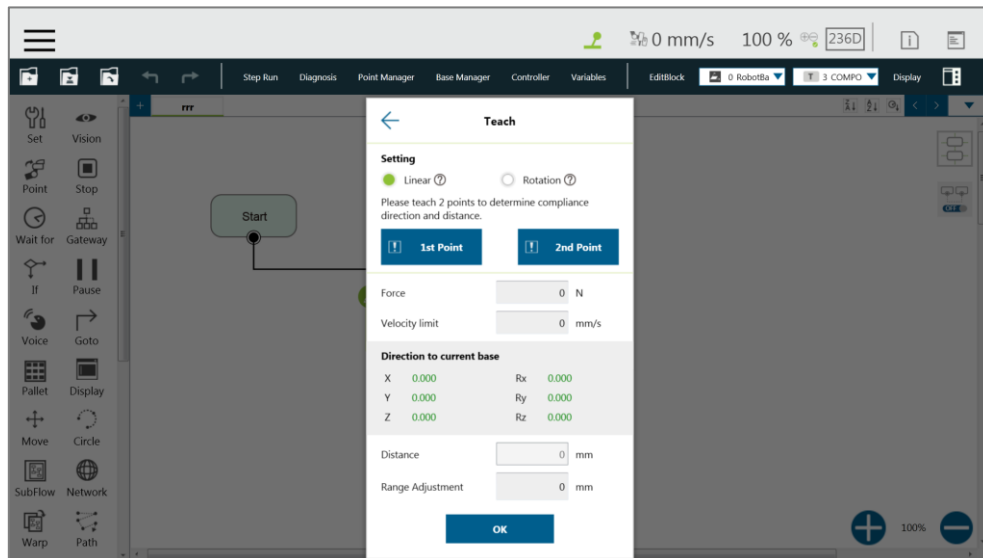 0 mm/s 100 % 236D
Step Run Diagnosis Point Manager Base Manager Controller Variables EditBlock 0 RobotBa T 3 COMPO Display
+ rrr
Set Vision
Point Stop
Wait for Gateway
If Pause
Voice Goto
Pallet Display
Move Circle
SubFlow Network
Warp Path
Start
Teach
Setting
Linear ? Rotation ?
Please teach 2 points to determine compliance
direction and distance.
! 1st Point ! 2nd Point
Force 0 N
Velocity limit 0 mm/s
Direction to current base
X 0.000 Rx 0.000
Y 0.000 Ry 0.000
Z 0.000 Rz 0.000
Distance 0 mm
Range Adjustment 0 mm
OK
OFF
100%